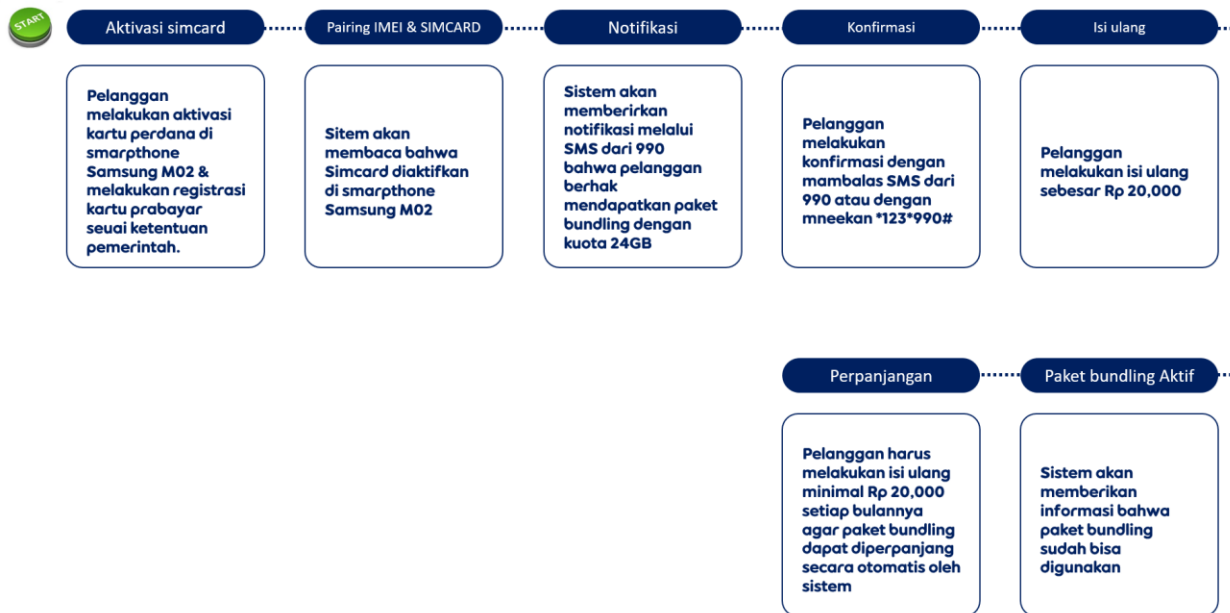 START
Aktivasi simcard
Pairing IMEI & SIMCARD
Notifikasi
Konfirmasi
Isi ulang
Pelanggan
melakukan aktivasi
kartu perdana di
smarpthone
Samsung M02 &
melakukan registrasi
kartu prabayar
seuai ketentuan
pemerintah.
Sitem akan
membaca bahwa
Simcard diaktifkan
di smarpthone
Samsung M02
Sistem akan
memberirkan
notifikasi melalui
SMS dari 990
bahwa pelanggan
berhak
mendapatkan paket
bundling dengan
kuota 24GB
Pelanggan
melakukan
konfirmasi dengan
mambalas SMS dari
990 atau dengan
mneekan *123*990#
Pelanggan
melakukan isi ulang
sebesar Rp 20,000
Perpanjangan
Paket bundling Aktif
Pelanggan harus
melakukan isi ulang
minimal Rp 20,000
setiap bulannya
agar paket bundling
dapat diperpanjang
secara otomatis oleh
sistem
Sistem akan
memberikan
informasi bahwa
paket bundling
sudah bisa
digunakan